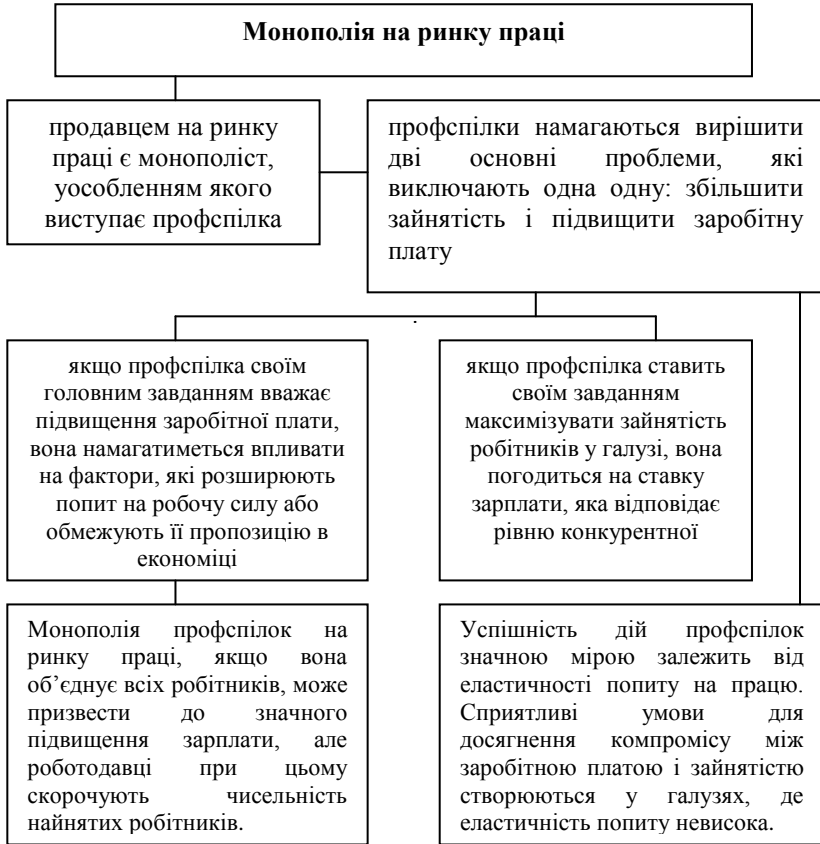 Монополія на ринку праці
продавцем на ринку
праці є монополіст,
уособленням якого
виступає профспілка
профспілки намагаються вирішити
дві основні проблеми, які
виключають одна одну: збільшити
зайнятість і підвищити заробітну
плату
якщо профспілка своїм
головним завданням вважає
підвищення заробітної плати,
вона намагатиметься впливати
на фактори, які розширюють
попит на робочу силу або
обмежують її пропозицію в
економіці
якщо профспілка ставить
своїм завданням
максимізувати зайнятість
робітників у галузі, вона
погодиться на ставку
зарплати, яка відповідає
рівню конкурентної
Монополія профспілок на
ринку праці, якщо вона
об’єднує всіх робітників, може
призвести до значного
підвищення зарплати, але
роботодавці при цьому
скорочують чисельність
найнятих робітників.
Успішність дій профспілок
значною мірою залежить від
еластичності попиту на працю.
Сприятливі умови для
досягнення компромісу між
заробітною платою і зайнятістю
створюються у галузях, де
еластичність попиту невисока.